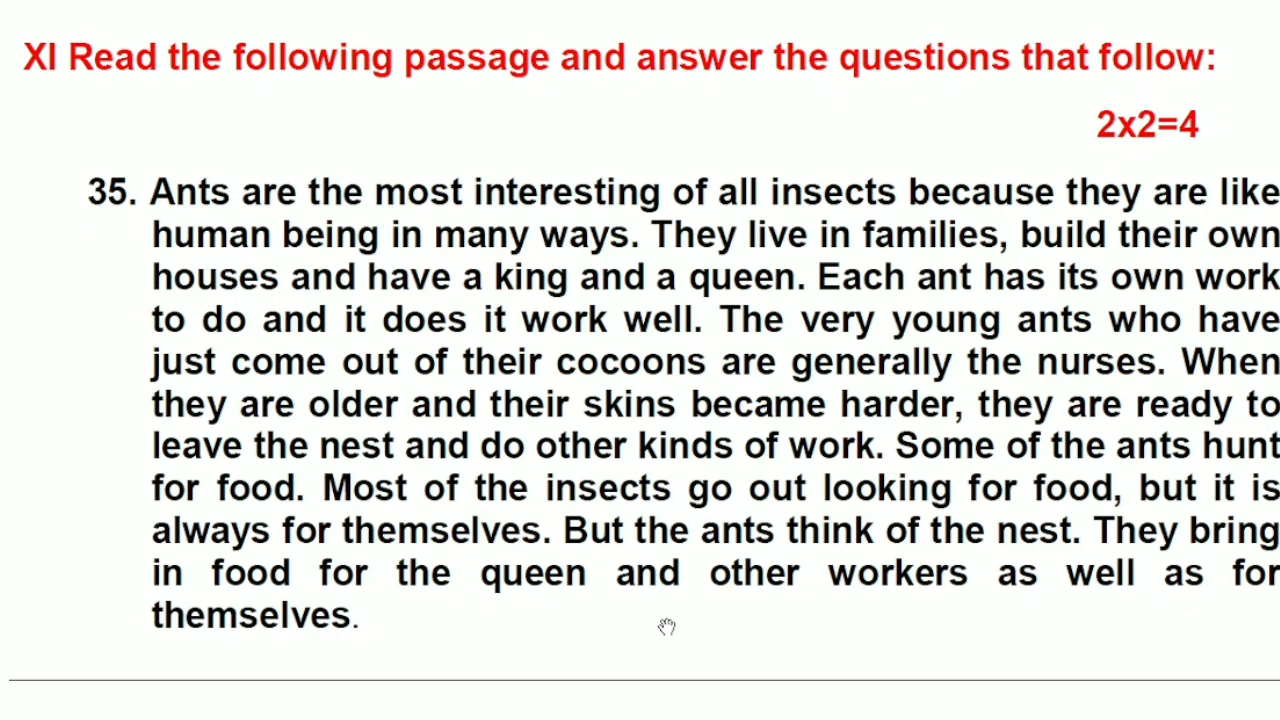 XI Read the following passage and answer the questions that follow:
2x2=4
35. Ants are the most interesting of all insects because they are like
human being in many ways. They live in families, build their own
houses and have a king and a queen. Each ant has its own work
to do and it does it work well. The very young ants who have
just come out of their cocoons are generally the nurses. When
they are older and their skins became harder, they are ready to
leave the nest and do other kinds of work. Some of the ants hunt
for food. Most of the insects go out looking for food, but it is
always for themselves. But the ants think of the nest. They bring
in food for the queen and other workers as well as for
themselves.